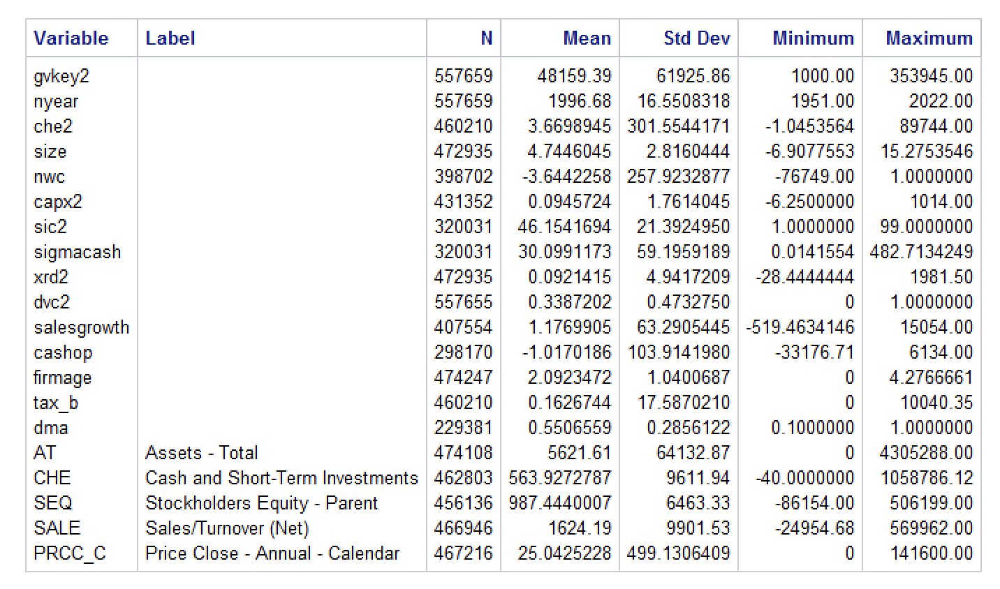 Variable Label N Mean Std Dev Minimum Maximum
gvkey2 557659 48159.39 61925.86 1000.00 353945.00
nyear 557659 1996.68 16.5508318 1951.00 2022.00
che2 460210 3.6698945 301.5544171 -1.0453564 89744.00
size 472935 4.7446045 2.8160444 -6.9077553 15.2753546
nwc 398702 -3.6442258 257.9232877 -76749.00 1.0000000
capx2 431352 0.0945724 1.7614045 -6.2500000 1014.00
sic2 320031 46.1541694 21.3924950 1.0000000 99.0000000
sigmacash 320031 30.0991173 59.1959189 0.0141554 482.7134249
xrd2 472935 0.0921415 4.9417209 -28.4444444 1981.50
dvc2 557655 0.3387202 0.4732750 0 1.0000000
salesgrowth 407554 1.1769905 63.2905445 -519.4634146 15054.00
cashop 298170 -1.0170186 103.9141980 -33176.71 6134.00
firmage 474247 2.0923472 1.0400687 0 4.2766661
tax_b 460210 0.1626744 17.5870210 0 10040.35
dma 229381 0.5506559 0.2856122 0.1000000 1.0000000
AT Assets - Total 474108 5621.61 64132.87 0 4305288.00
CHE Cash and Short-Term Investments 462803 563.9272787 9611.94 -40.0000000 1058786.12
SEQ Stockholders Equity - Parent 456136 987.4440007 6463.33 -86154.00 506199.00
SALE Sales/Turnover (Net) 466946 1624.19 9901.53 -24954.68 569962.00
PRCC_C Price Close - Annual - Calendar 467216 25.0425228 499.1306409 0 141600.00